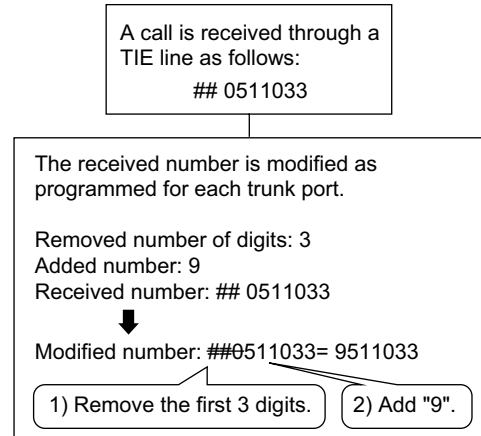 A call is received through a
TIE line as follows:
## 0511033
The received number is modified as
programmed for each trunk port.
Removed number of digits: 3
Added number: 9
Received number: ## 0511033
Modified number: ##0511033= 9511033
1) Remove the first 3 digits.
2) Add "9".